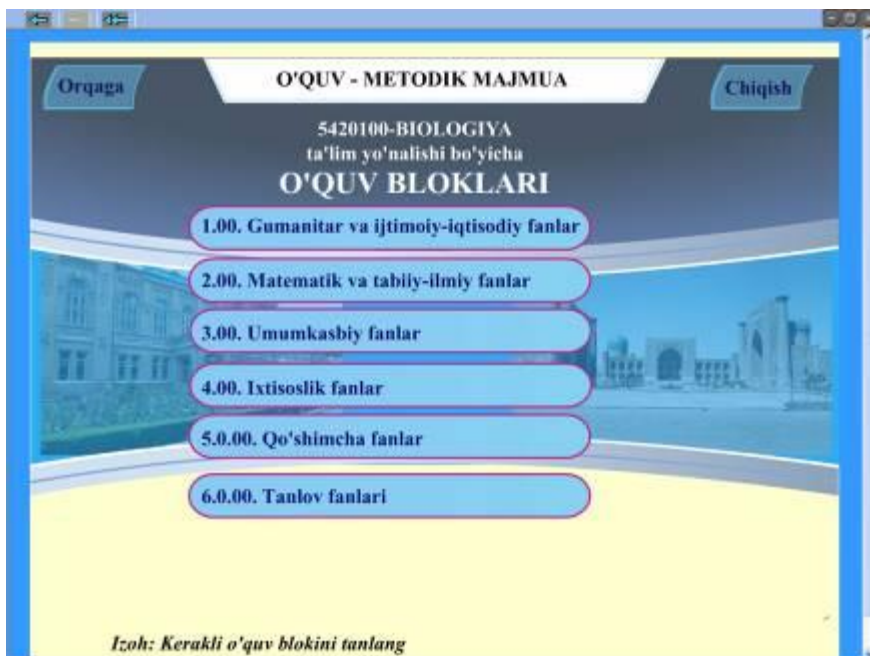 Orqaga
O'QUV - METODIK MAJMUA
Chiqish
5420100-BIOLOGIYA
ta'lim yo'nalishi bo'yicha
O'QUV BLOKLARI
1.00. Gumanitar va ijtimoiy-iqtisodiy fanlar
2.00. Matematik va tabiiy-ilmiy fanlar
3.00. Umumkasbiy fanlar
4.00. Ixtisoslik fanlar
5.0.00. Qo'shimcha fanlar
6.0.00. Tanlov fanlari
Izoh: Kerakli o'quv blokini tanlang